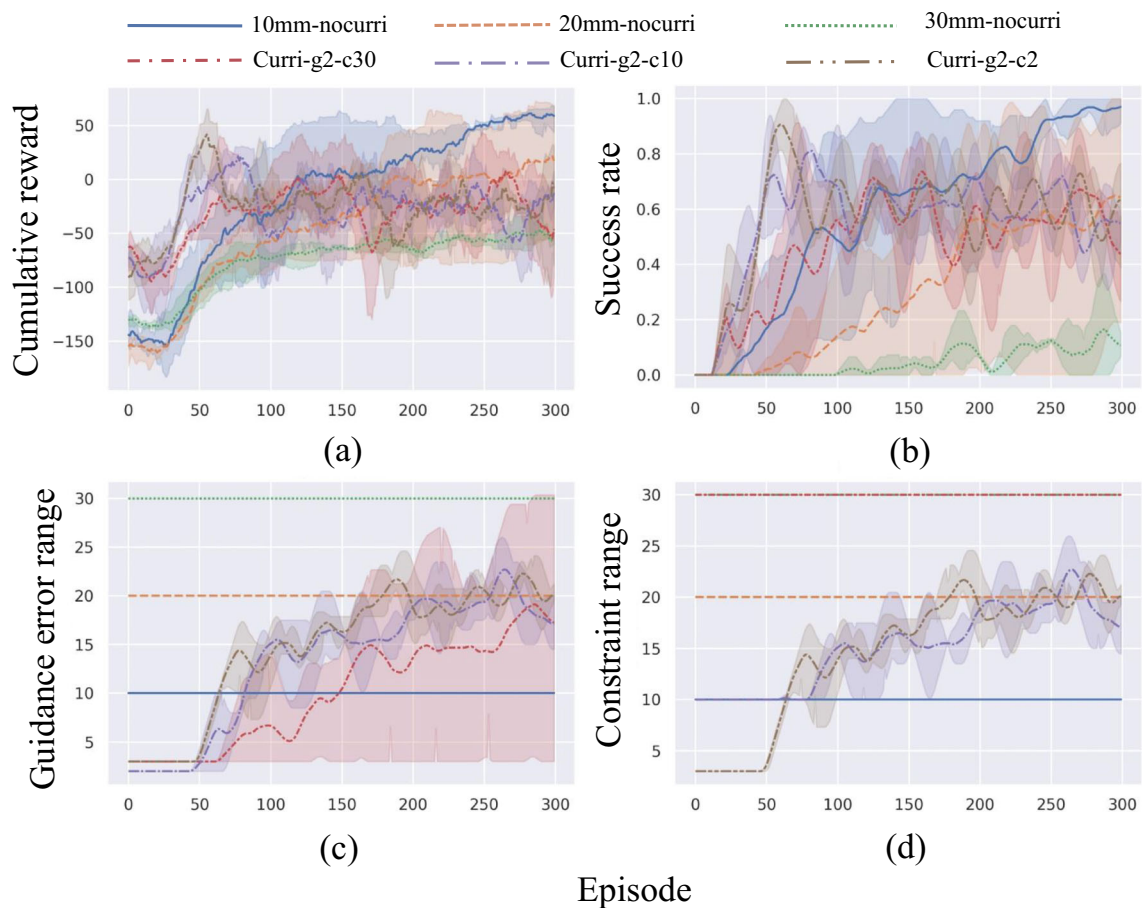 10mm-nocurri 20mm-nocurri 30mm-nocurri
Curri-g2-c30 Curri-g2-c10 Curri-g2-c2
Cumulative reward
50
0
−50
−100
−150
0 50 100 150 200 250 300
(a)
Success rate
1.0
0.8
0.6
0.4
0.2
0.0
0 50 100 150 200 250 300
(b)
Guidance error range
30
25
20
15
10
5
0 50 100 150 200 250 300
(c)
Constraint range
30
25
20
15
10
5
0 50 100 150 200 250 300
(d)
Episode